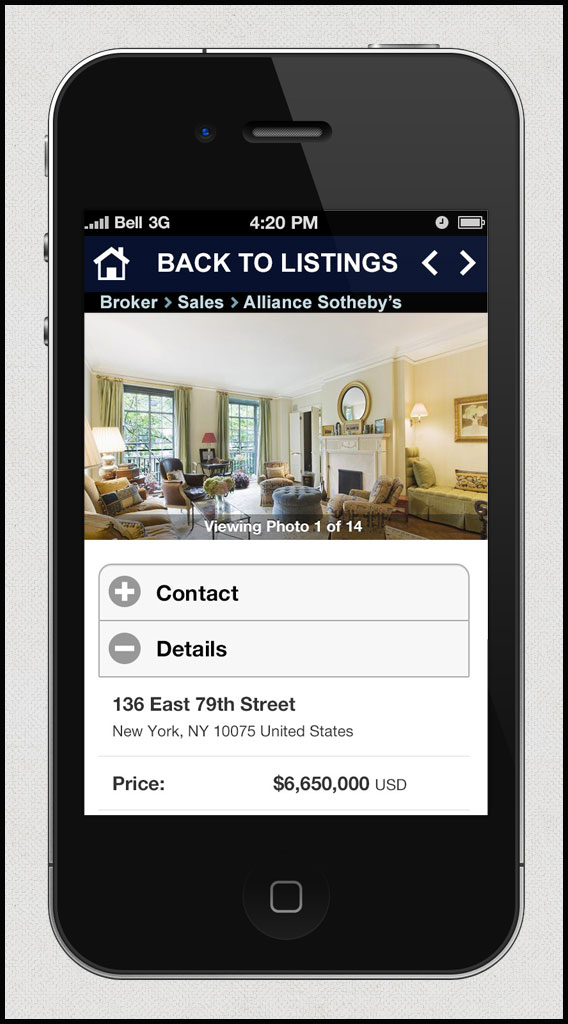 Bell 3G 4:20 PM
BACK TO LISTINGS
Broker > Sales > Alliance Sotheby's
Viewing Photo 1 of 14
Contact
Details
136 East 79th Street
New York, NY 10075 United States
Price: $6,650,000 USD